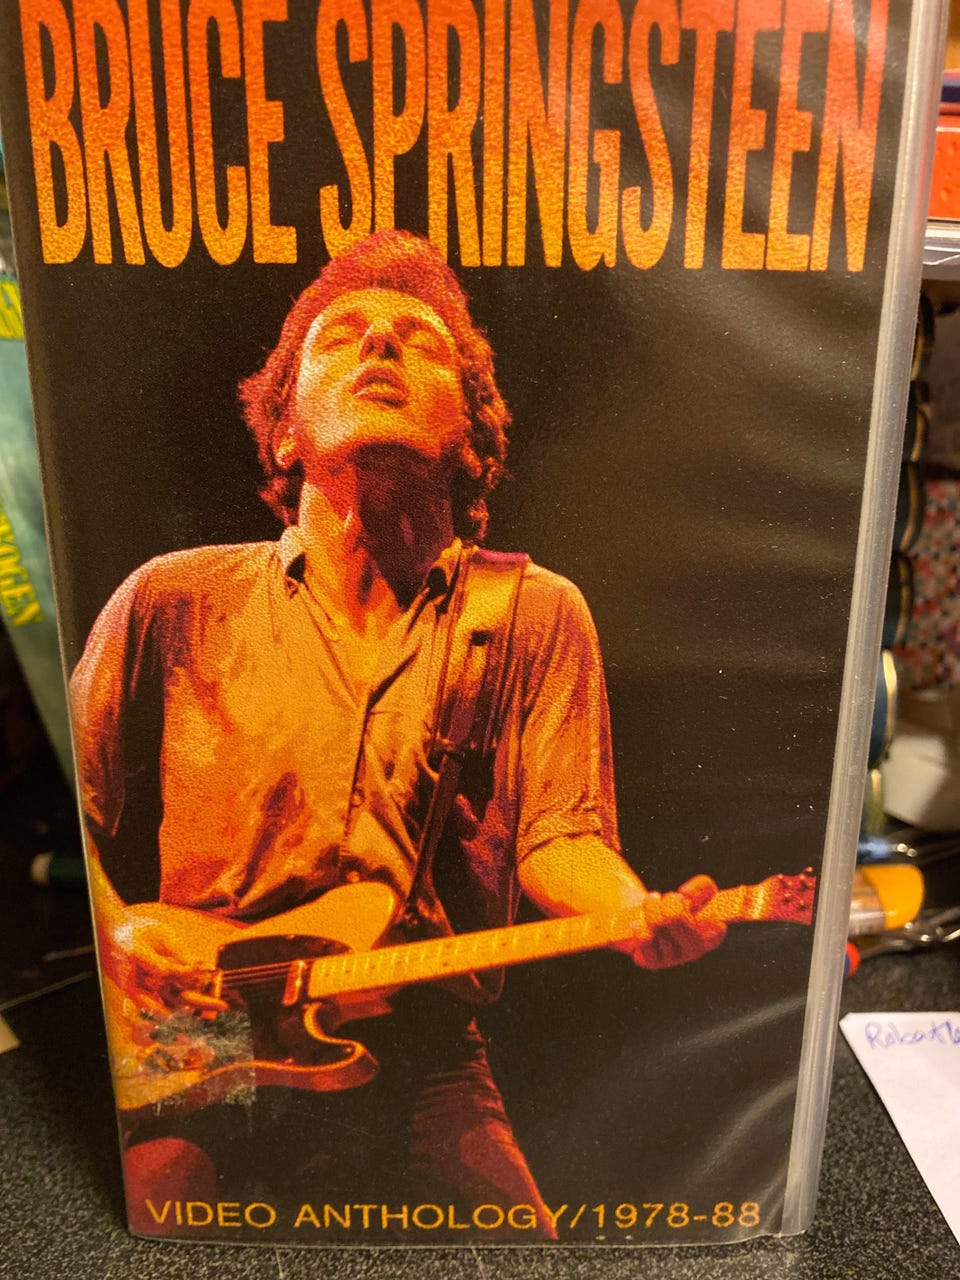 BRUCE SPRINGSTEEN
VIDEO ANTHOLOGY/1978-88